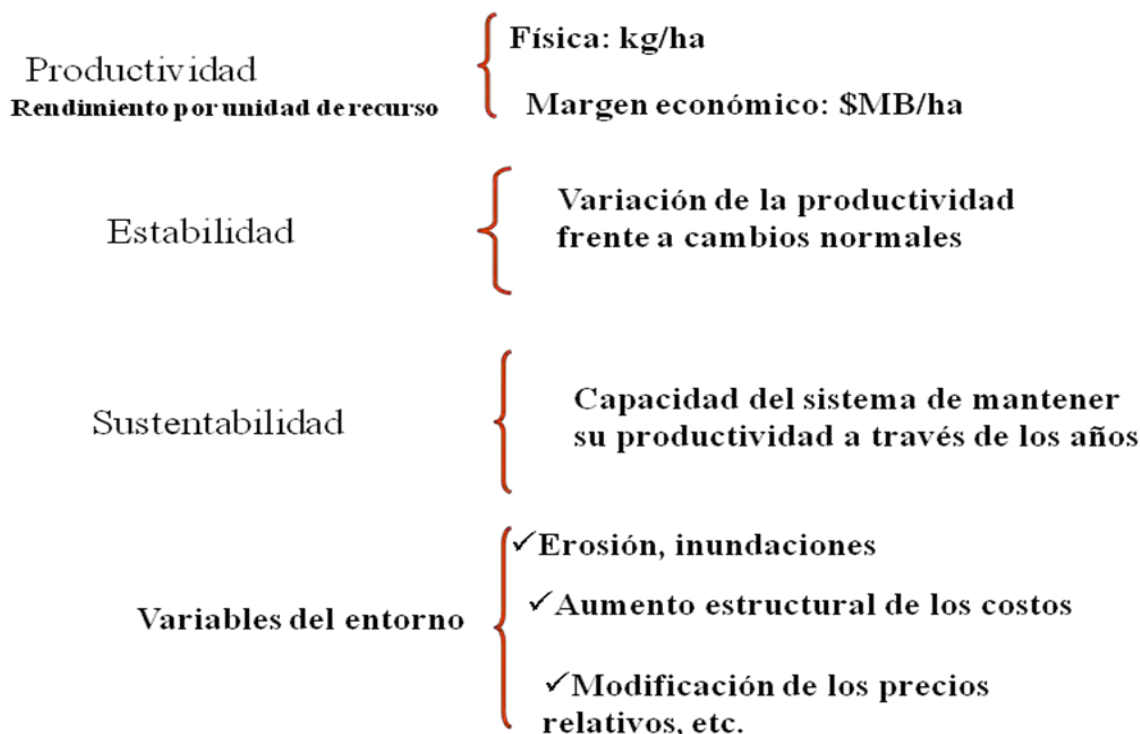 Productividad
Rendimiento por unidad de recurso
Física: kg/ha
Margen económico: $MB/ha
Estabilidad
Variación de la productividad
frente a cambios normales
Sustentabilidad
Capacidad del sistema de mantener
su productividad a través de los años
Variables del entorno
✓Erosión, inundaciones
✓Aumento estructural de los costos
✓Modificación de los precios
relativos, etc.